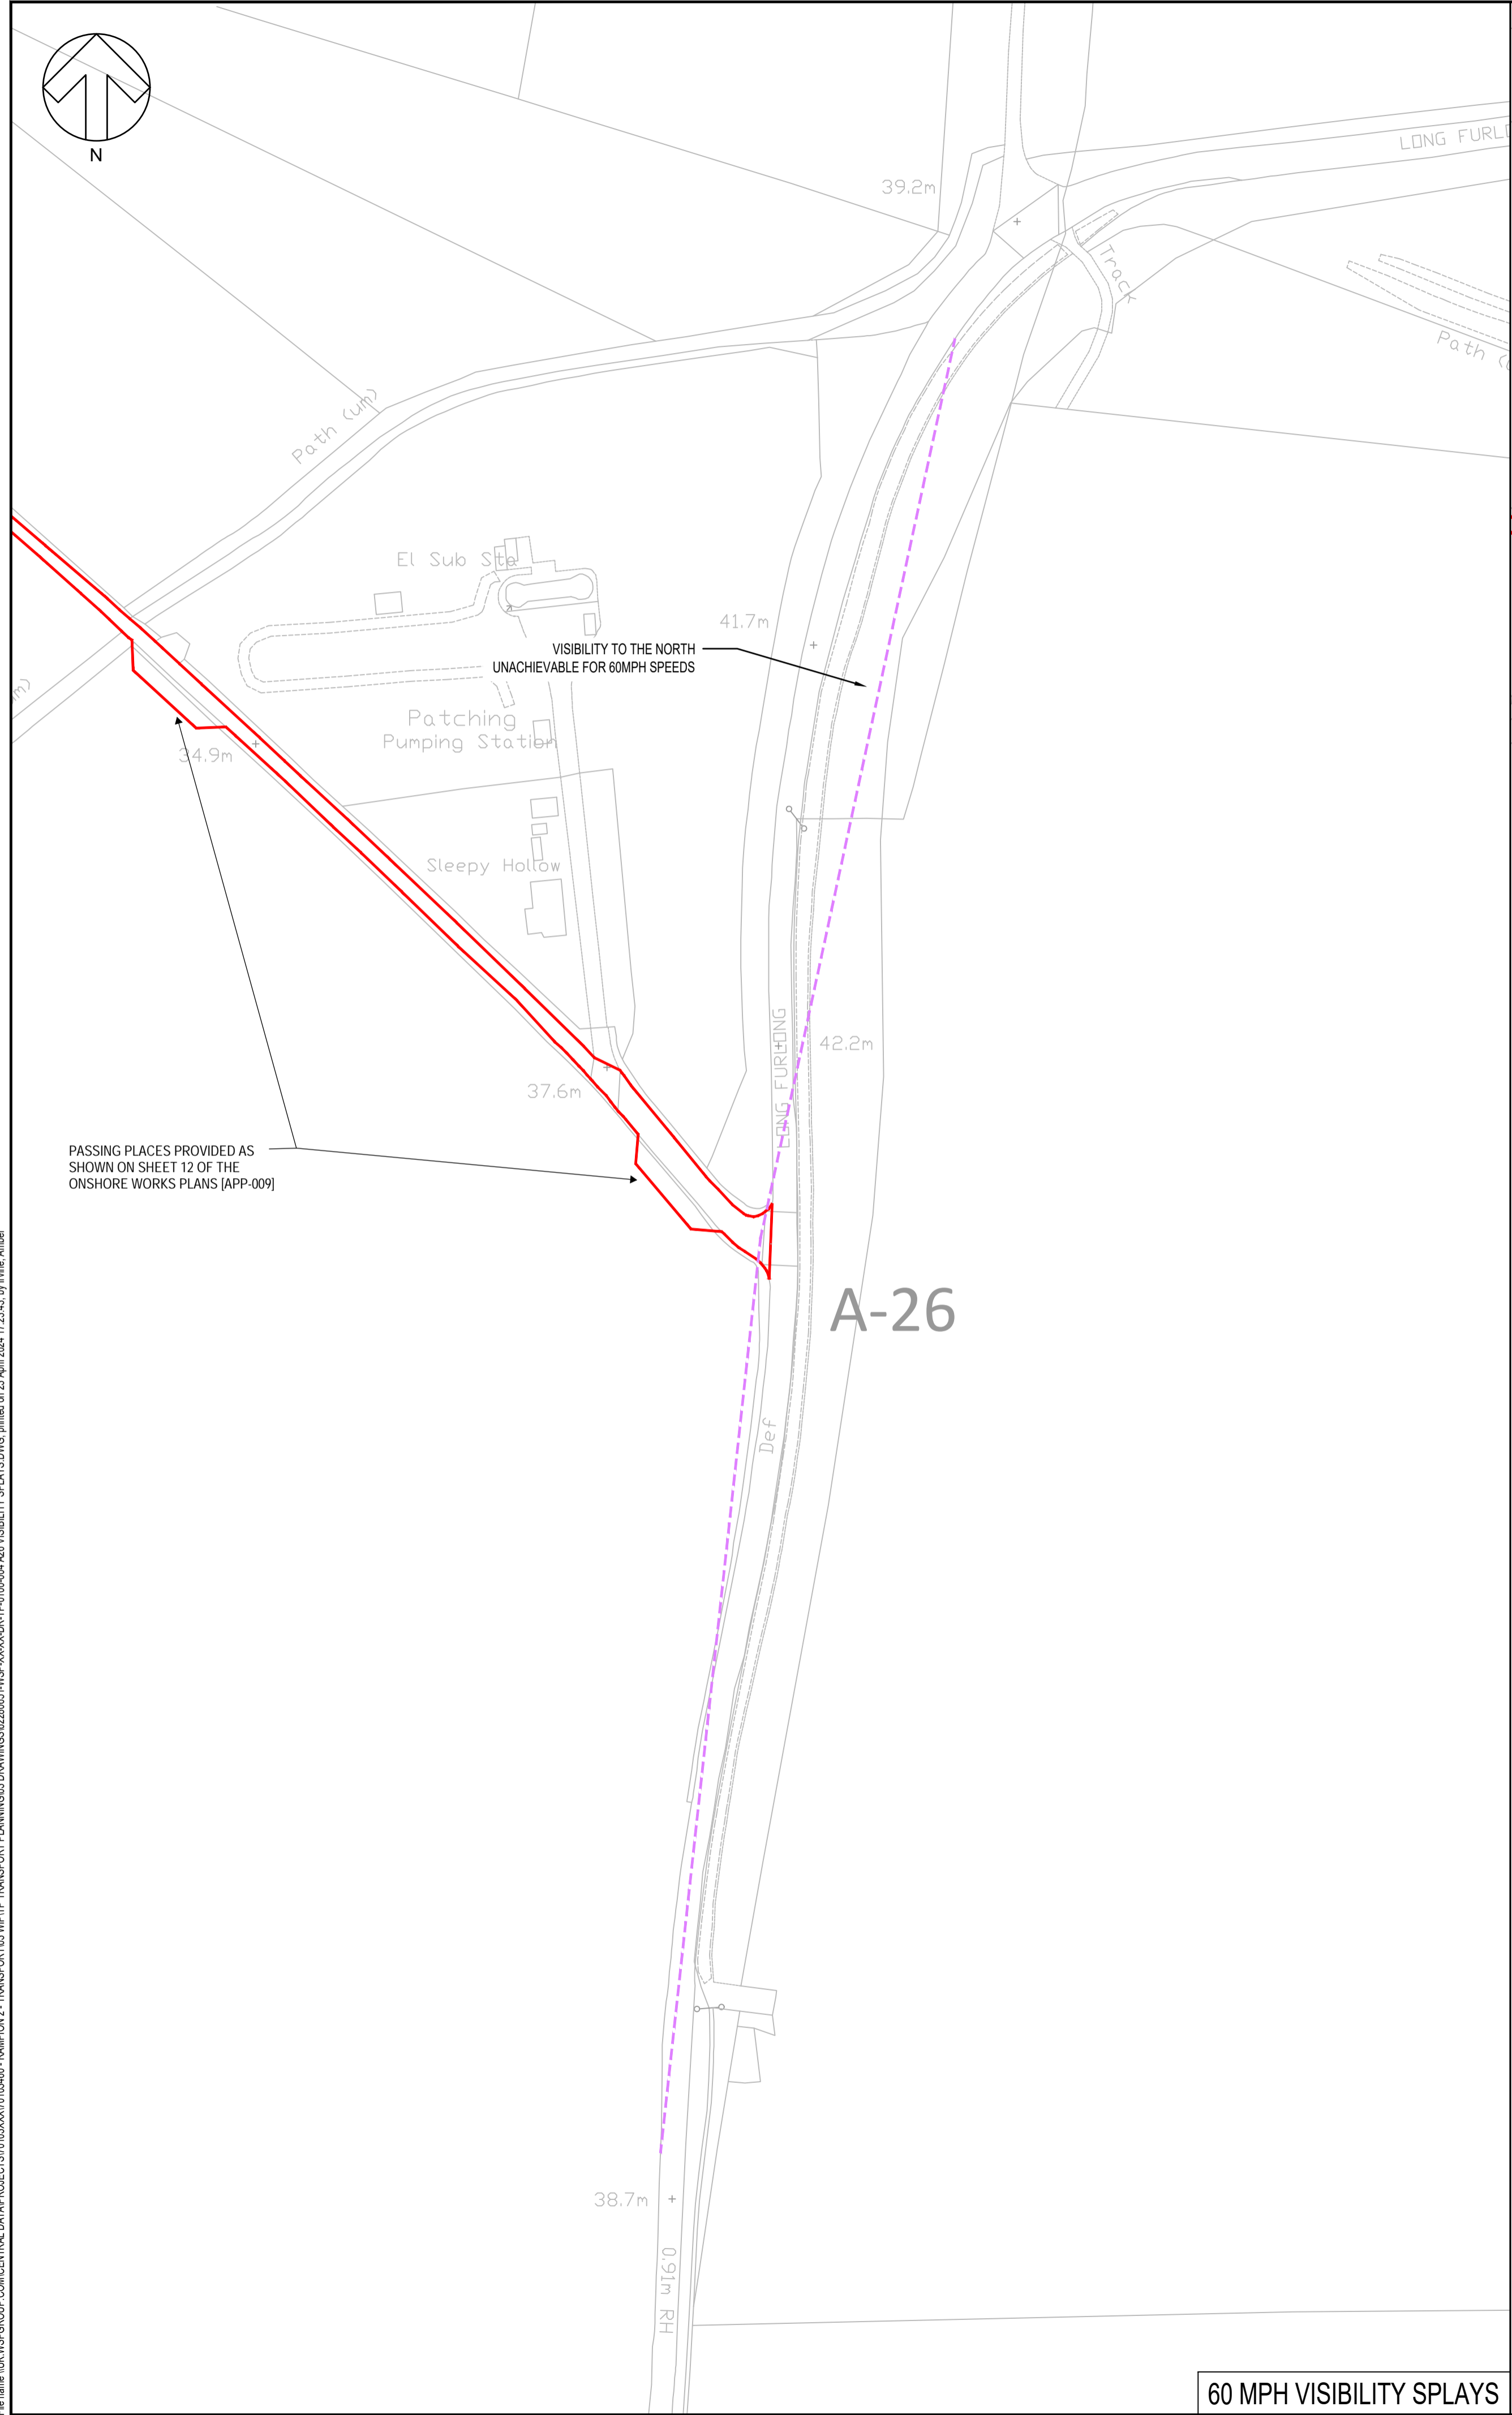 N
LONG
39.2m
Track
Path (um)
Path
El Sub Sta
41.7m
VISIBILITY TO THE NORTH
UNACHIEVABLE FOR 60MPH SPEEDS
Patching
Pumping Station
34.9m
Sleepy Hollow
LONG FURLONG
42.2m
37.6m
PASSING PLACES PROVIDED AS
SHOWN ON SHEET 12 OF THE
ONSHORE WORKS PLANS [APP-009]
A-26
Def
38.7m
0.91m RH
60 MPH VISIBILITY SPLAYS